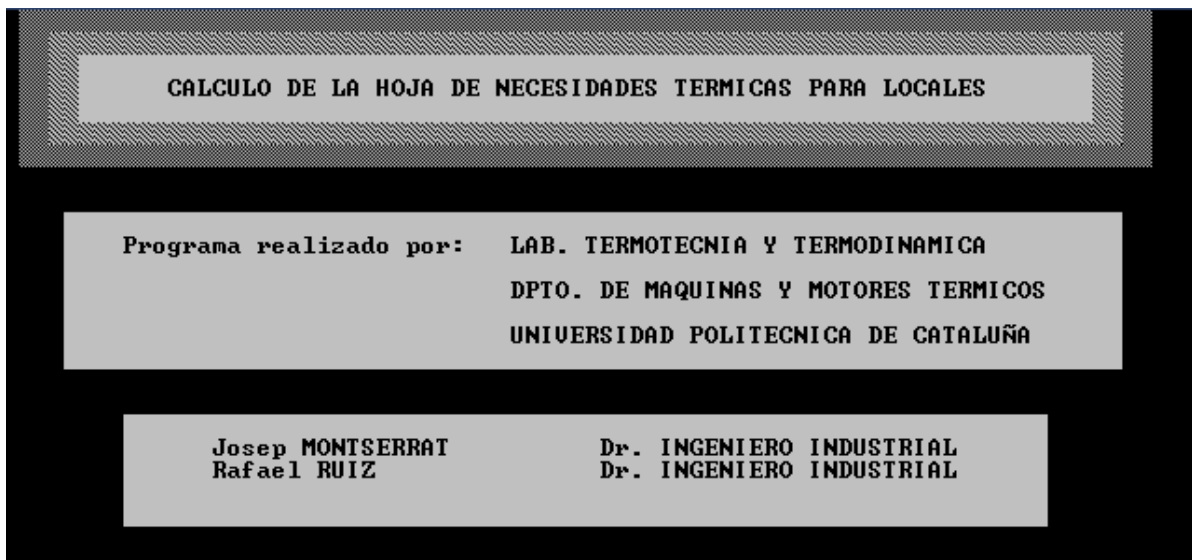 CALCULO DE LA HOJA DE NECESIDADES TERMICAS PARA LOCALES
Programa realizado por: LAB. TERMOTECNIA Y TERMODINAMICA
DPTO. DE MAQUINAS Y MOTORES TERMICOS
UNIVERSIDAD POLITECNICA DE CATALUÑA
Josep MONTSERRAT Dr. INGENIERO INDUSTRIAL
Rafael RUIZ Dr. INGENIERO INDUSTRIAL